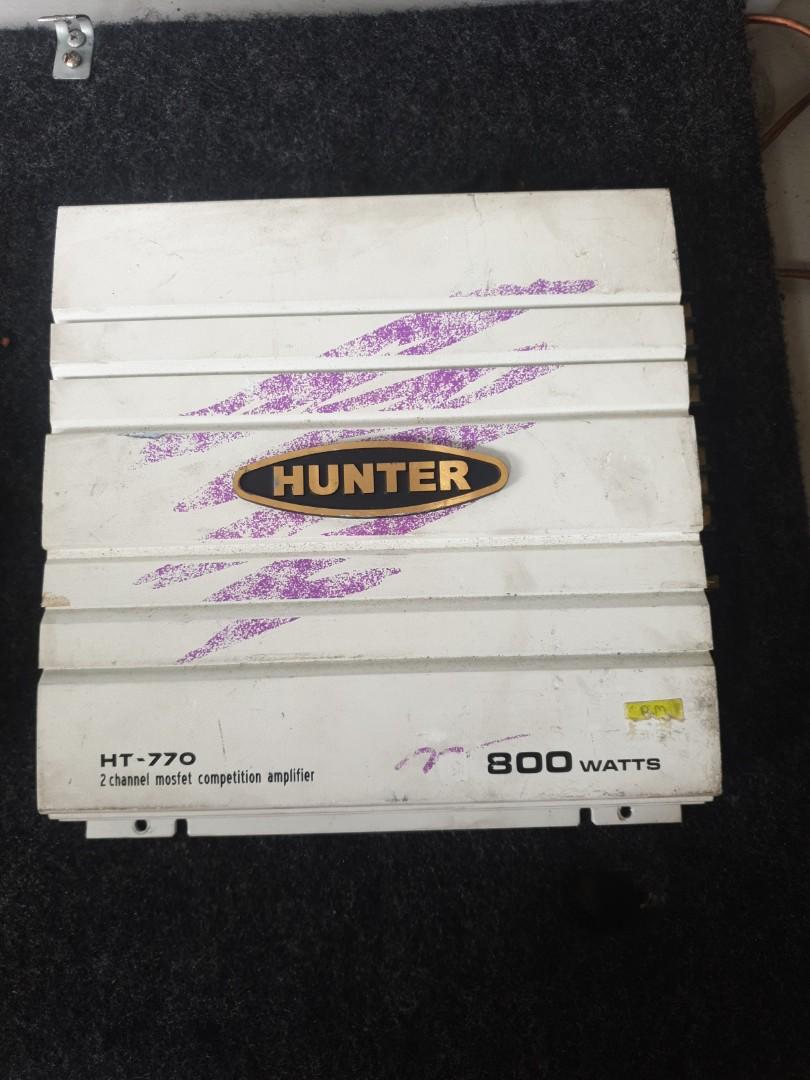 HUNTER
HT-770
2 channel mosfet competition amplifier
800 WATTS